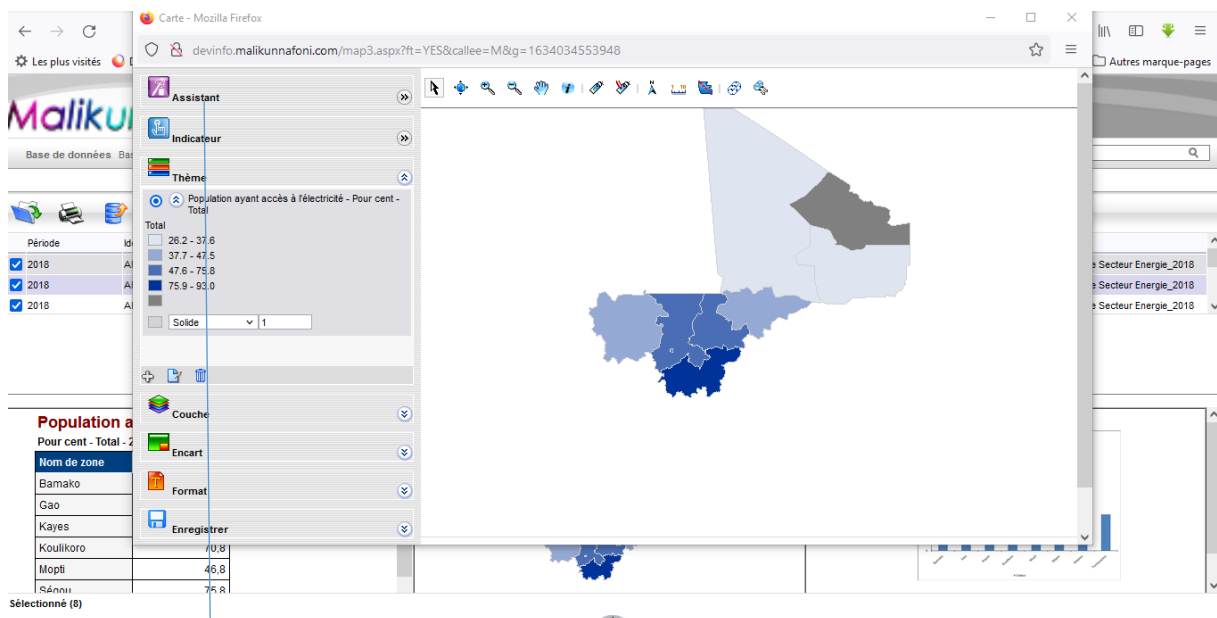 Carte - Mozilla Firefox
devinfo.malikunnafoni.com/map3.aspx?ft=YES&callee=M&g=1634034553948
Les plus visités
Autres marque-pages
Maliku
Base de données
Assistant
Indicateur
Thème
Population ayant accès à l'électricité - Pour cent -
Total
Total
26.2 - 37.6
37.7 - 47.5
47.6 - 75.8
75.9 - 93.0
Solide 1
Couche
Encart
Format
Enregistrer
Période
2018
2018
2018
e Secteur Energie_2018
e Secteur Energie_2018
e Secteur Energie_2018
Population a
Pour cent - Total - 2
Nom de zone
Bamako
Gao
Kayes
Koulikoro 70,8
Mopti 46,8
Ségou 75,8
Sélectionné (8)